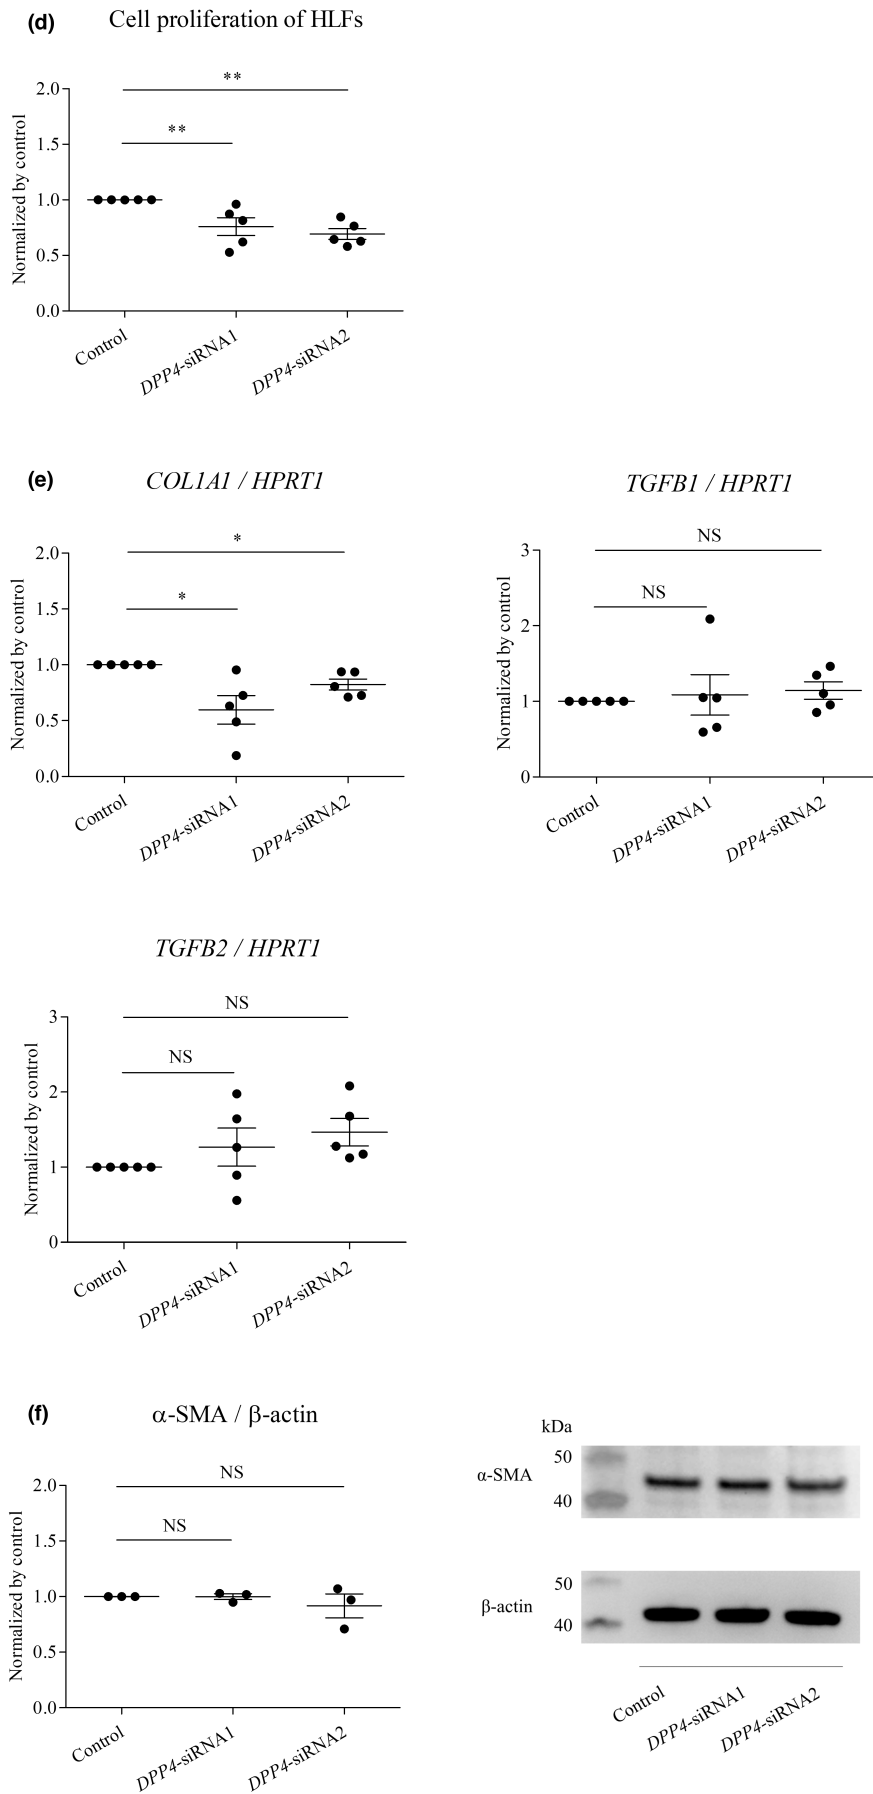 (d) Cell proliferation of HLFs
Normalized by control
2.0
1.5
1.0
0.5
0.0
**
**
Control
DPP4-siRNA1
DPP4-siRNA2
(e) COL1A1 / HPRT1
Normalized by control
2.0
1.5
1.0
0.5
0.0
*
*
Control
DPP4-siRNA1
DPP4-siRNA2
TGFB1 / HPRT1
Normalized by control
3
2
1
0
NS
NS
Control
DPP4-siRNA1
DPP4-siRNA2
TGFB2 / HPRT1
Normalized by control
3
2
1
0
NS
NS
Control
DPP4-siRNA1
DPP4-siRNA2
(f) α-SMA / β-actin
Normalized by control
2.0
1.5
1.0
0.5
0.0
NS
NS
Control
DPP4-siRNA1
DPP4-siRNA2
kDa
50
α-SMA
40
50
β-actin
40
Control
DPP4-siRNA1
DPP4-siRNA2